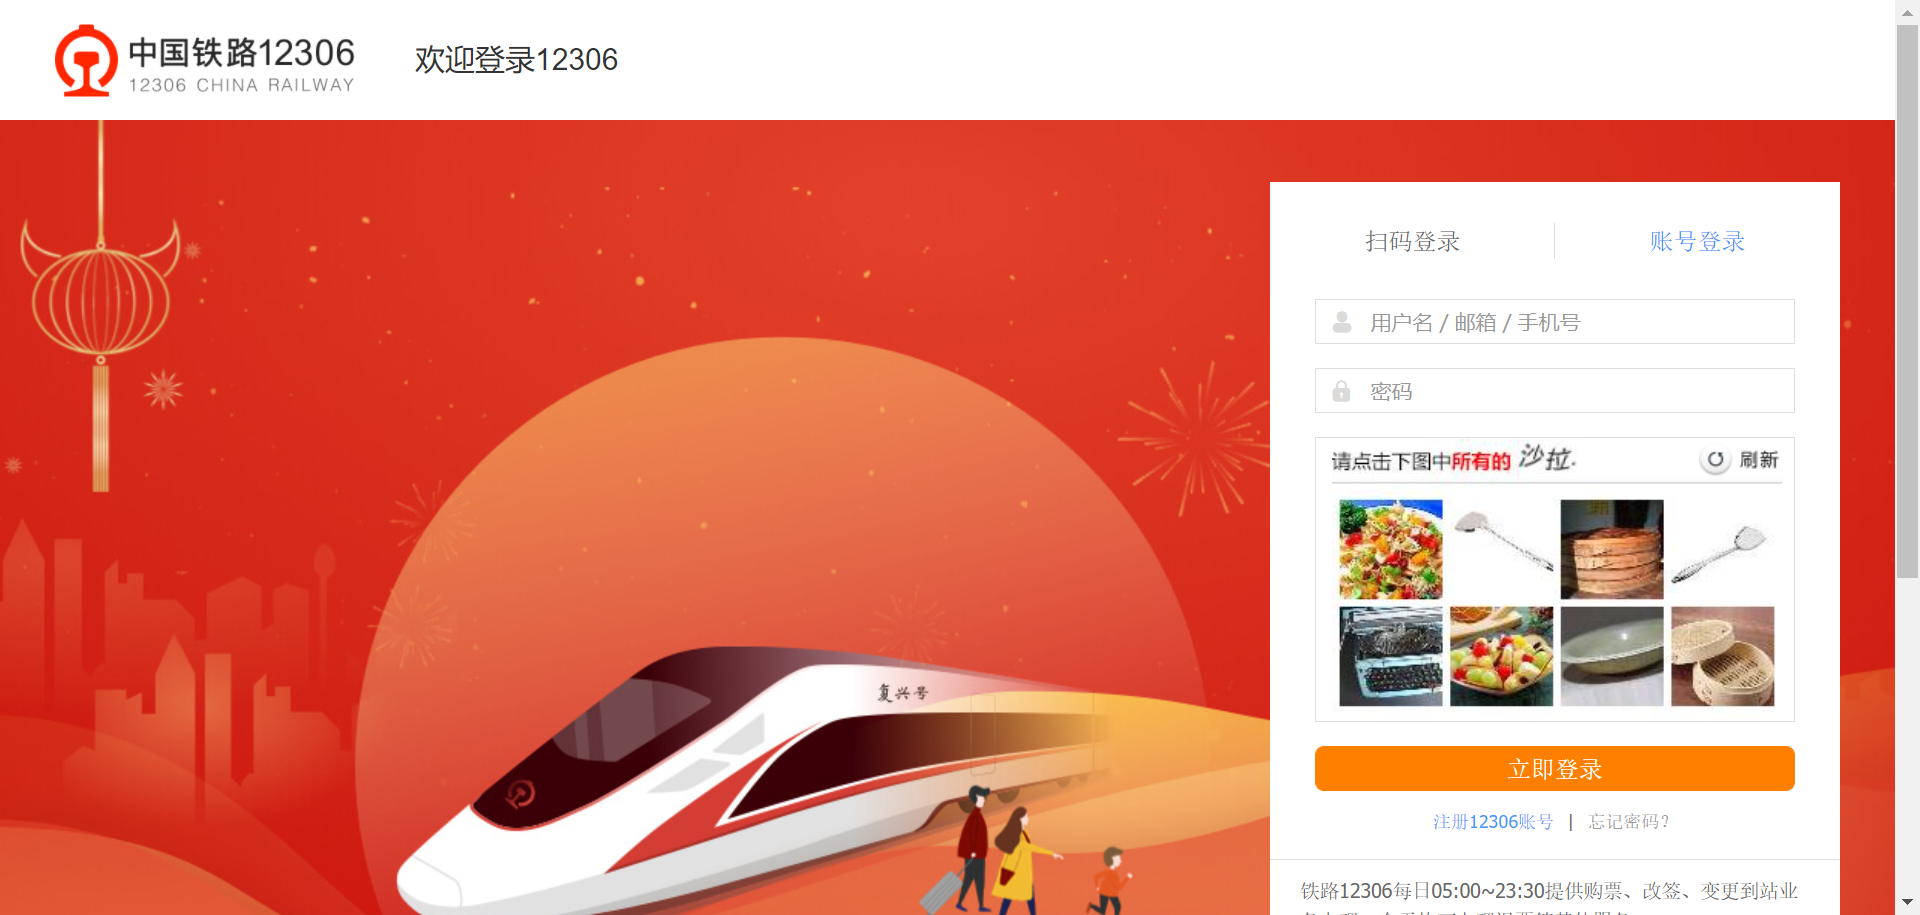 中国铁路12306
12306 CHINA RAILWAY
欢迎登录12306
扫码登录
账号登录
用户名 / 邮箱 / 手机号
密码
请点击下图中所有的 沙拉.
刷新
复兴号
立即登录
注册12306账号 | 忘记密码?
铁路12306每日05:00~23:30提供购票、改签、变更到站业